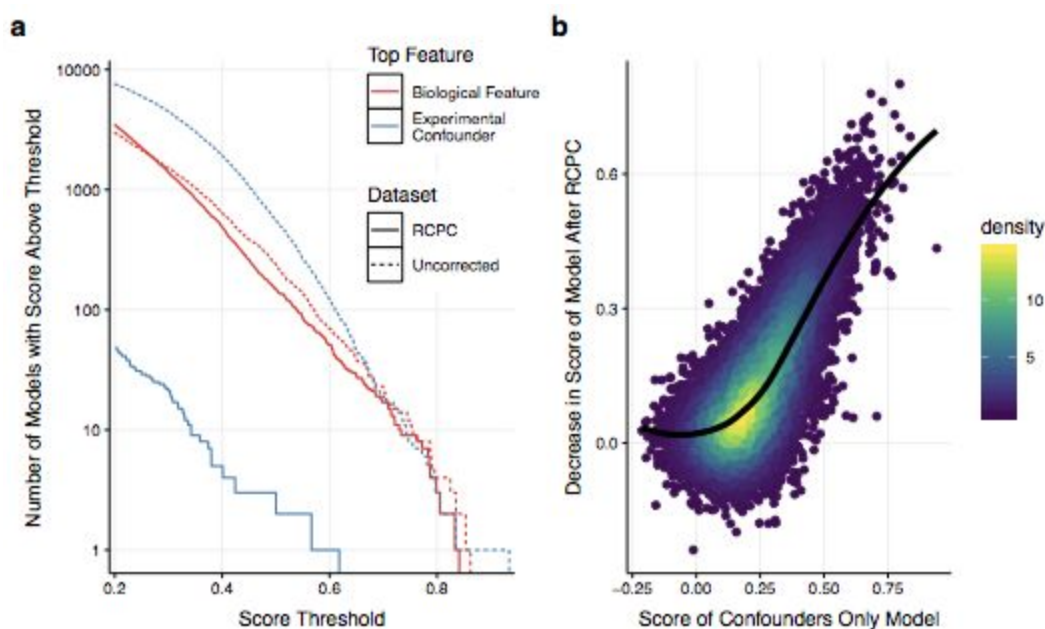 a
Number of Models with Score Above Threshold
10000
1000
100
10
1
0.2
0.4
0.6
0.8
Score Threshold
Top Feature
Biological Feature
Experimental
Confounder
Dataset
RCPC
Uncorrected
b
Decrease in Score of Model After RCPC
0.6
0.3
0.0
−0.25
0.00
0.25
0.50
0.75
Score of Confounders Only Model
density
10
5